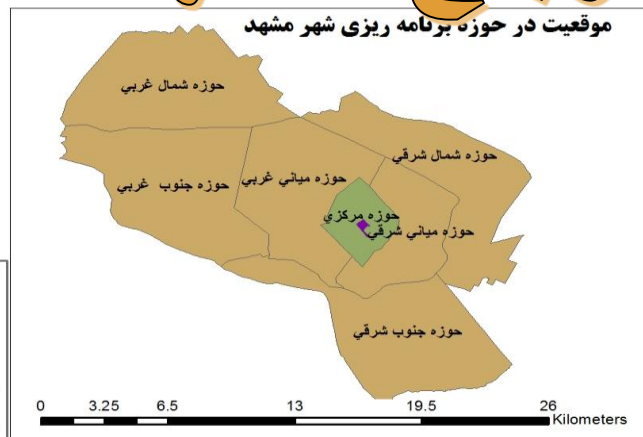 موقعیت در حوزه برنامه ریزی شهر مشهد
حوزه شمال غربي
حوزه شمال شرقي
حوزه مياني غربي
حوزه جنوب غربي
حوزه مركزي
حوزه مياني شرقي
حوزه جنوب شرقي
0 3.25 6.5 13 19.5 26
Kilometers